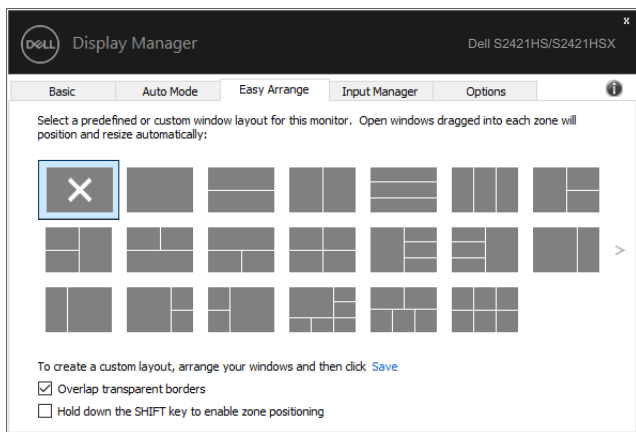 x
DELL Display Manager Dell S2421HS/S2421HSX
Basic Auto Mode Easy Arrange Input Manager Options i
Select a predefined or custom window layout for this monitor. Open windows dragged into each zone will
position and resize automatically:
>
To create a custom layout, arrange your windows and then click Save
Overlap transparent borders
Hold down the SHIFT key to enable zone positioning